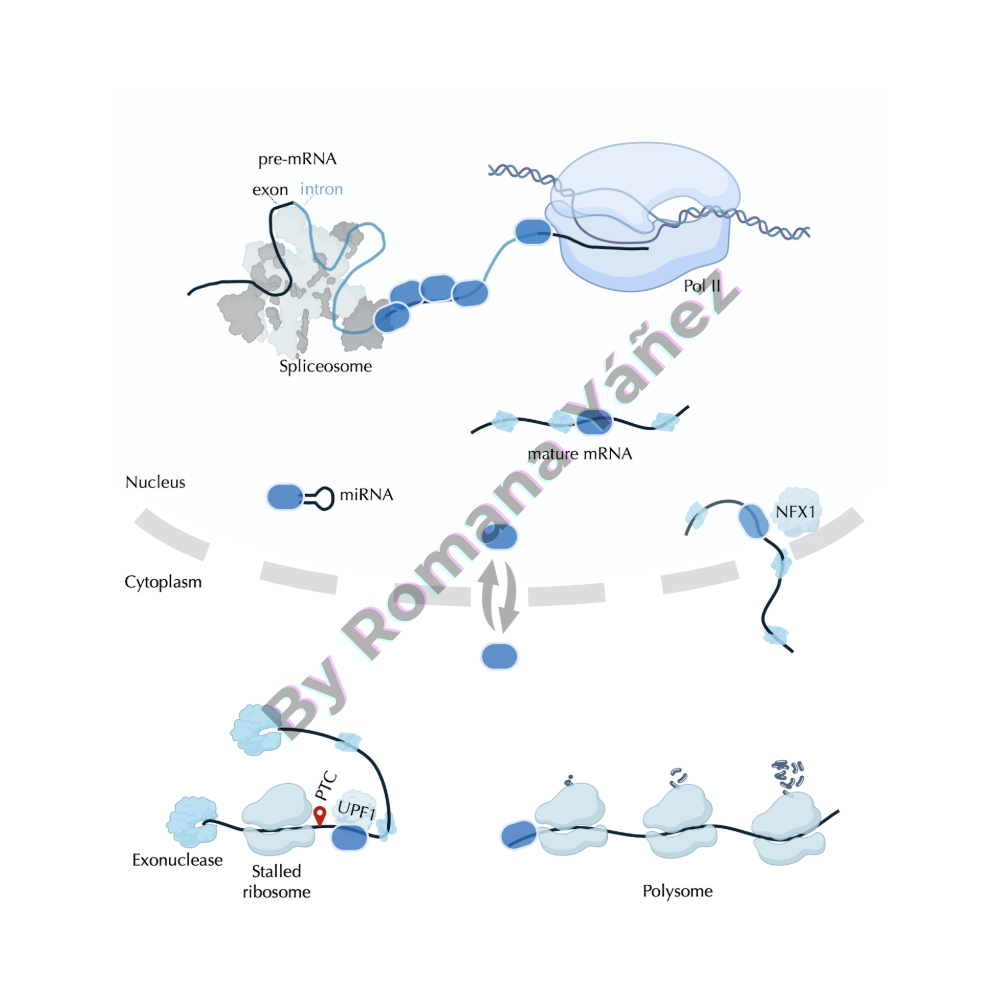 pre-mRNA
exon intron
Pol II
Spliceosome
mature mRNA
Nucleus
miRNA
NFX1
Cytoplasm
By Romana Yáñez
PTC
UPF1
Exonuclease
Stalled
ribosome
Polysome